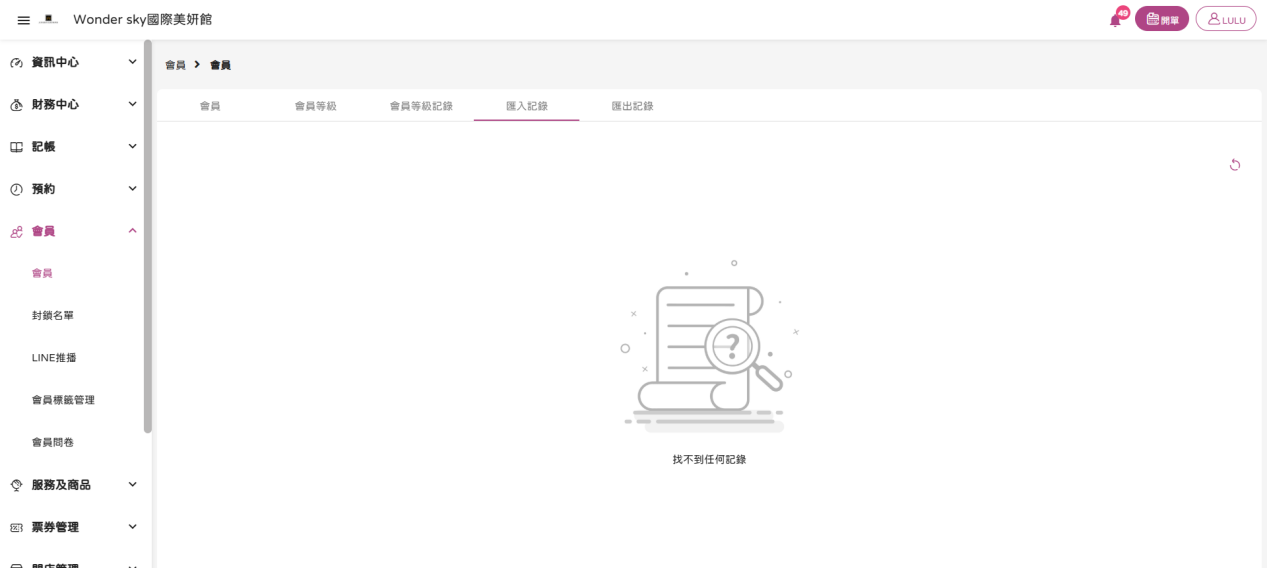 Wonder sky國際美妍館
49
開單
LULU
資訊中心
財務中心
記帳
預約
會員
會員
封鎖名單
LINE推播
會員標籤管理
會員問卷
服務及商品
票券管理
會員
會員
會員
會員等級
會員等級記錄
匯入記錄
匯出記錄
?
找不到任何記錄